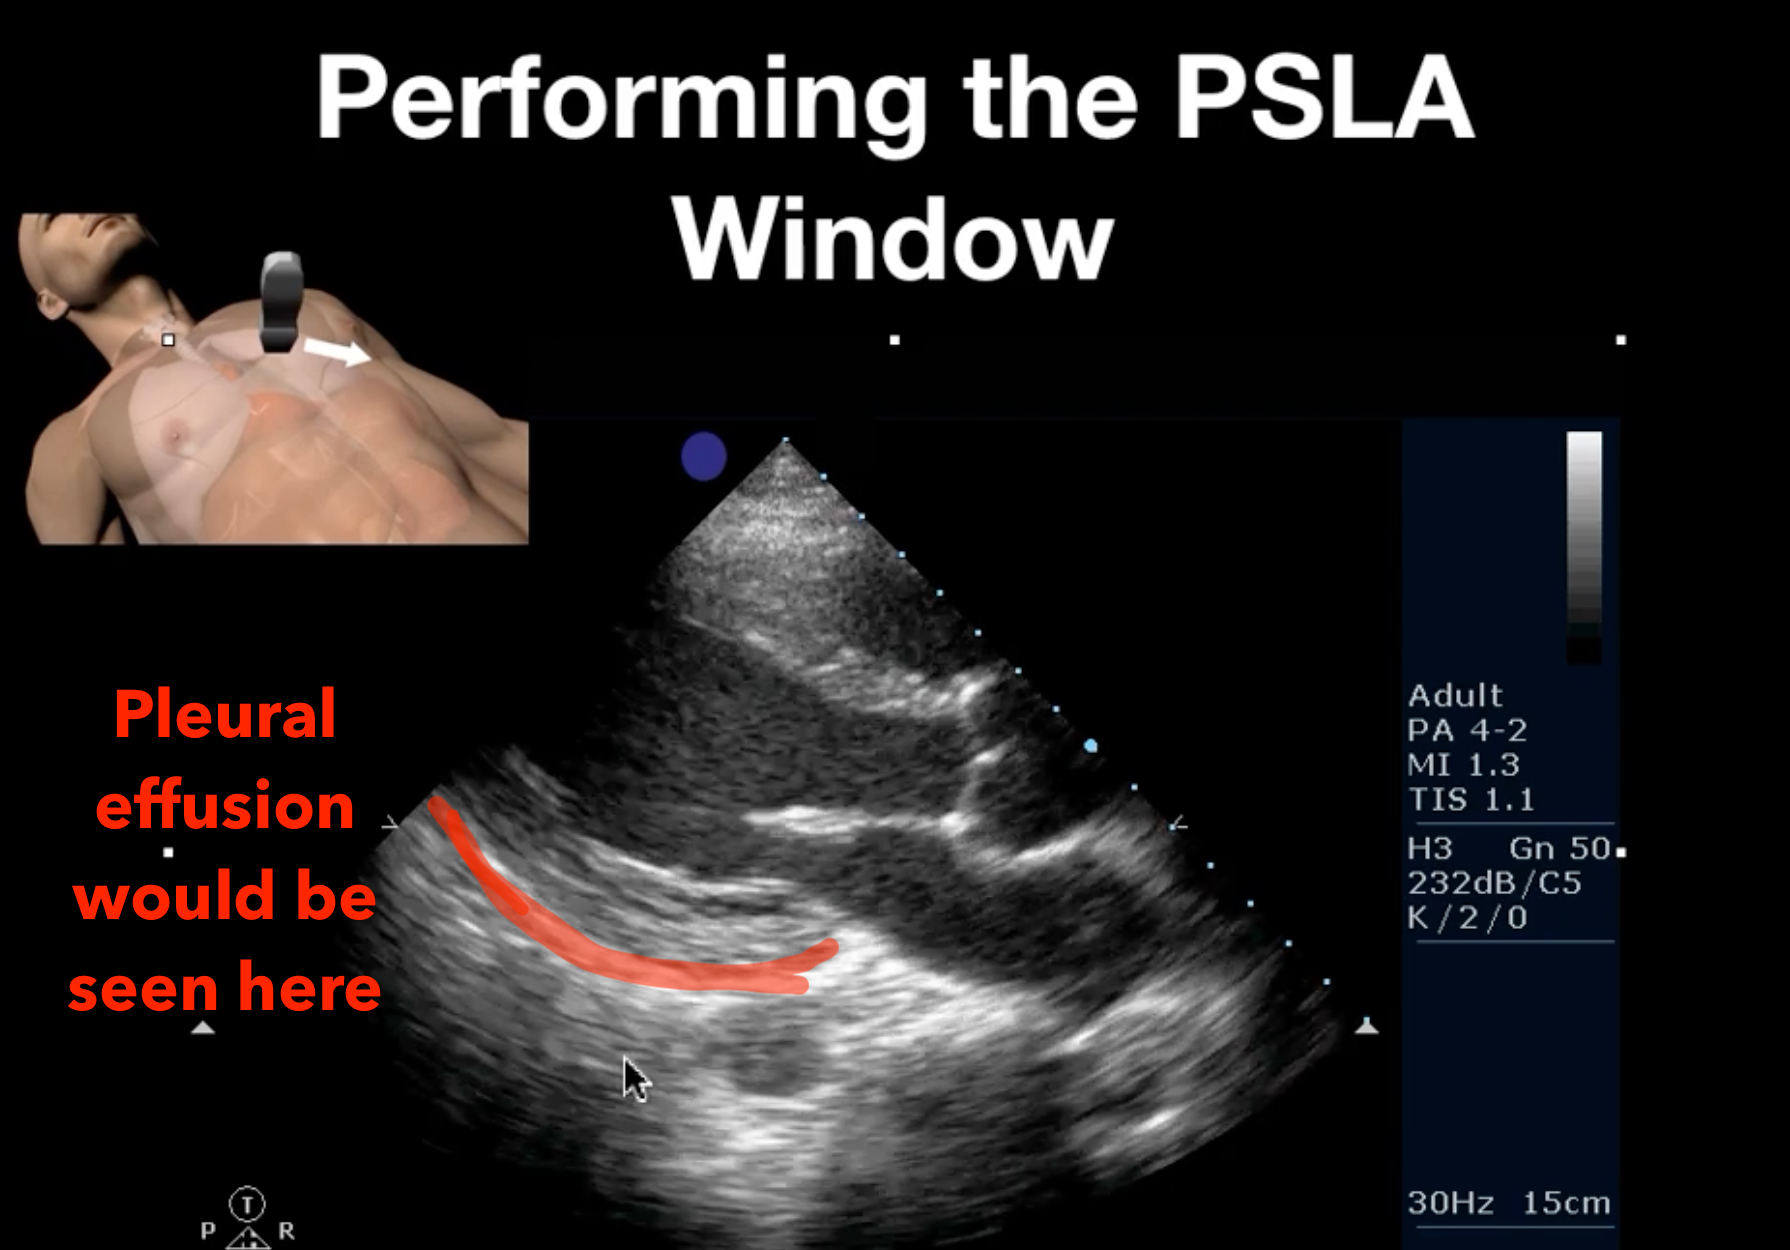 Performing the PSLA
Window
Pleural
effusion
would be
seen here
Adult
PA 4-2
MI 1.3
TIS 1.1
H3 Gn 50
232dB/C5
K/2/0
30Hz 15cm
T
P R